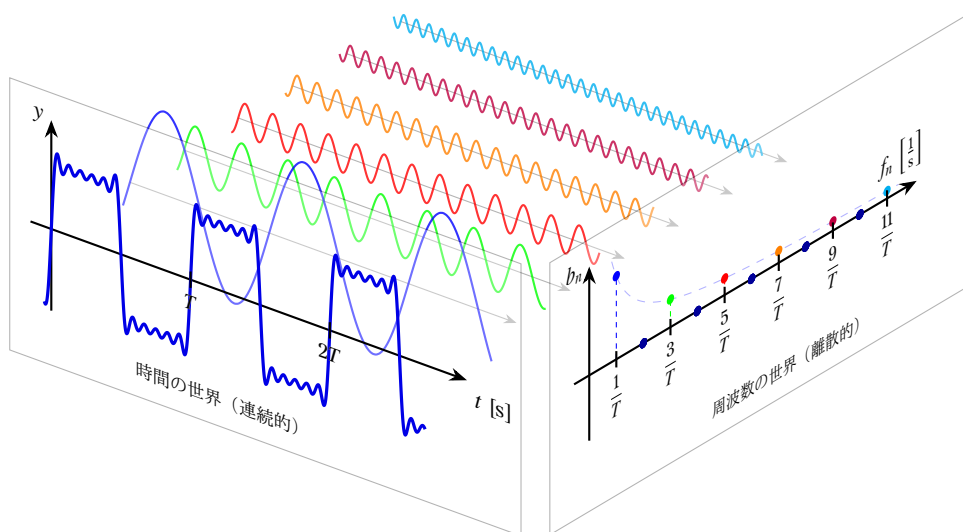 y
T
2T
t [s]
時間の世界（連続的）
b_n
f_n [1/s]
1/T
3/T
5/T
7/T
9/T
11/T
周波数の世界（離散的）